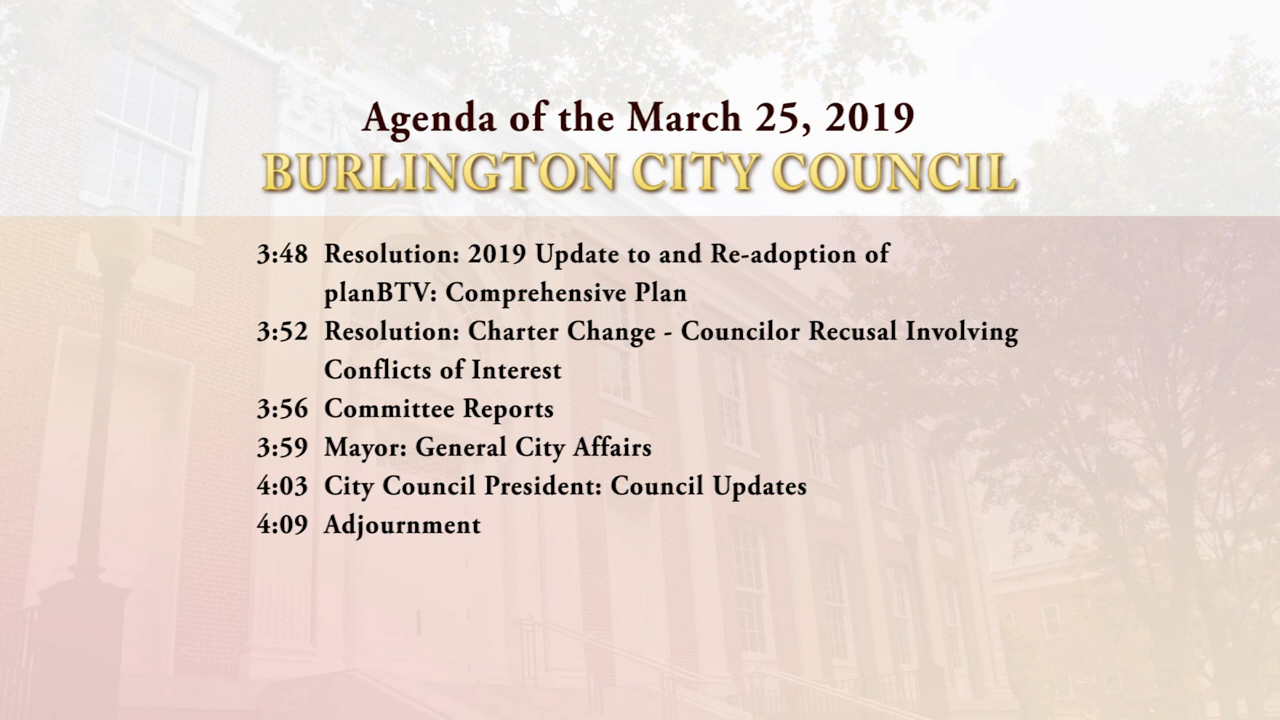 Agenda of the March 25, 2019
BURLINGTON CITY COUNCIL
3:48 Resolution: 2019 Update to and Re-adoption of
planBTV: Comprehensive Plan
3:52 Resolution: Charter Change - Councilor Recusal Involving
Conflicts of Interest
3:56 Committee Reports
3:59 Mayor: General City Affairs
4:03 City Council President: Council Updates
4:09 Adjournment